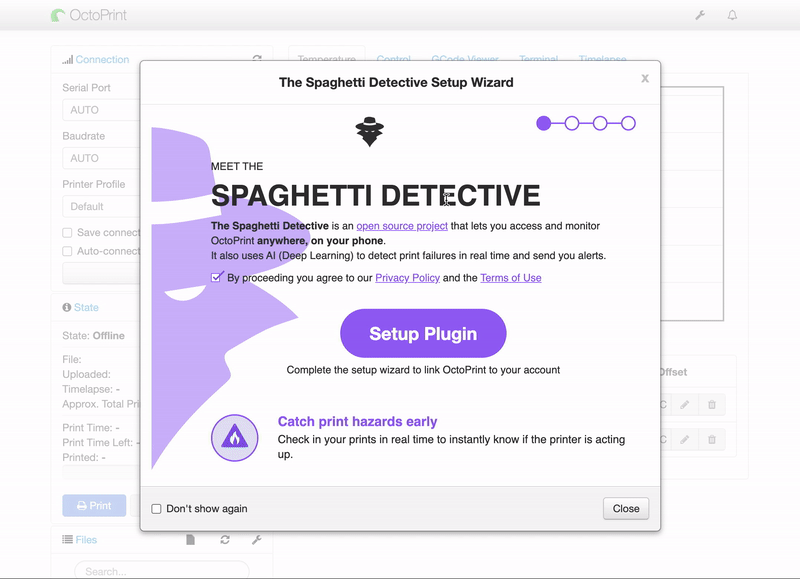 OctoPrint
Connection
Temperature Control GCode Viewer Terminal Timelapse
Serial Port
AUTO
Baudrate
AUTO
Printer Profile
Default
Save connect
Auto-connect
State
State: Offline
File:
Uploaded:
Timelapse: -
Approx. Total Pri
Print Time: -
Print Time Left: -
Printed: -
Print
Files
Search...
The Spaghetti Detective Setup Wizard
x
MEET THE
SPAGHETTI DETECTIVE
The Spaghetti Detective is an open source project that lets you access and monitor
OctoPrint anywhere, on your phone.
It also uses AI (Deep Learning) to detect print failures in real time and send you alerts.
By proceeding you agree to our Privacy Policy and the Terms of Use
Setup Plugin
Complete the setup wizard to link OctoPrint to your account
Catch print hazards early
Check in your prints in real time to instantly know if the printer is acting
up.
Don't show again
Close
Offset
C
C